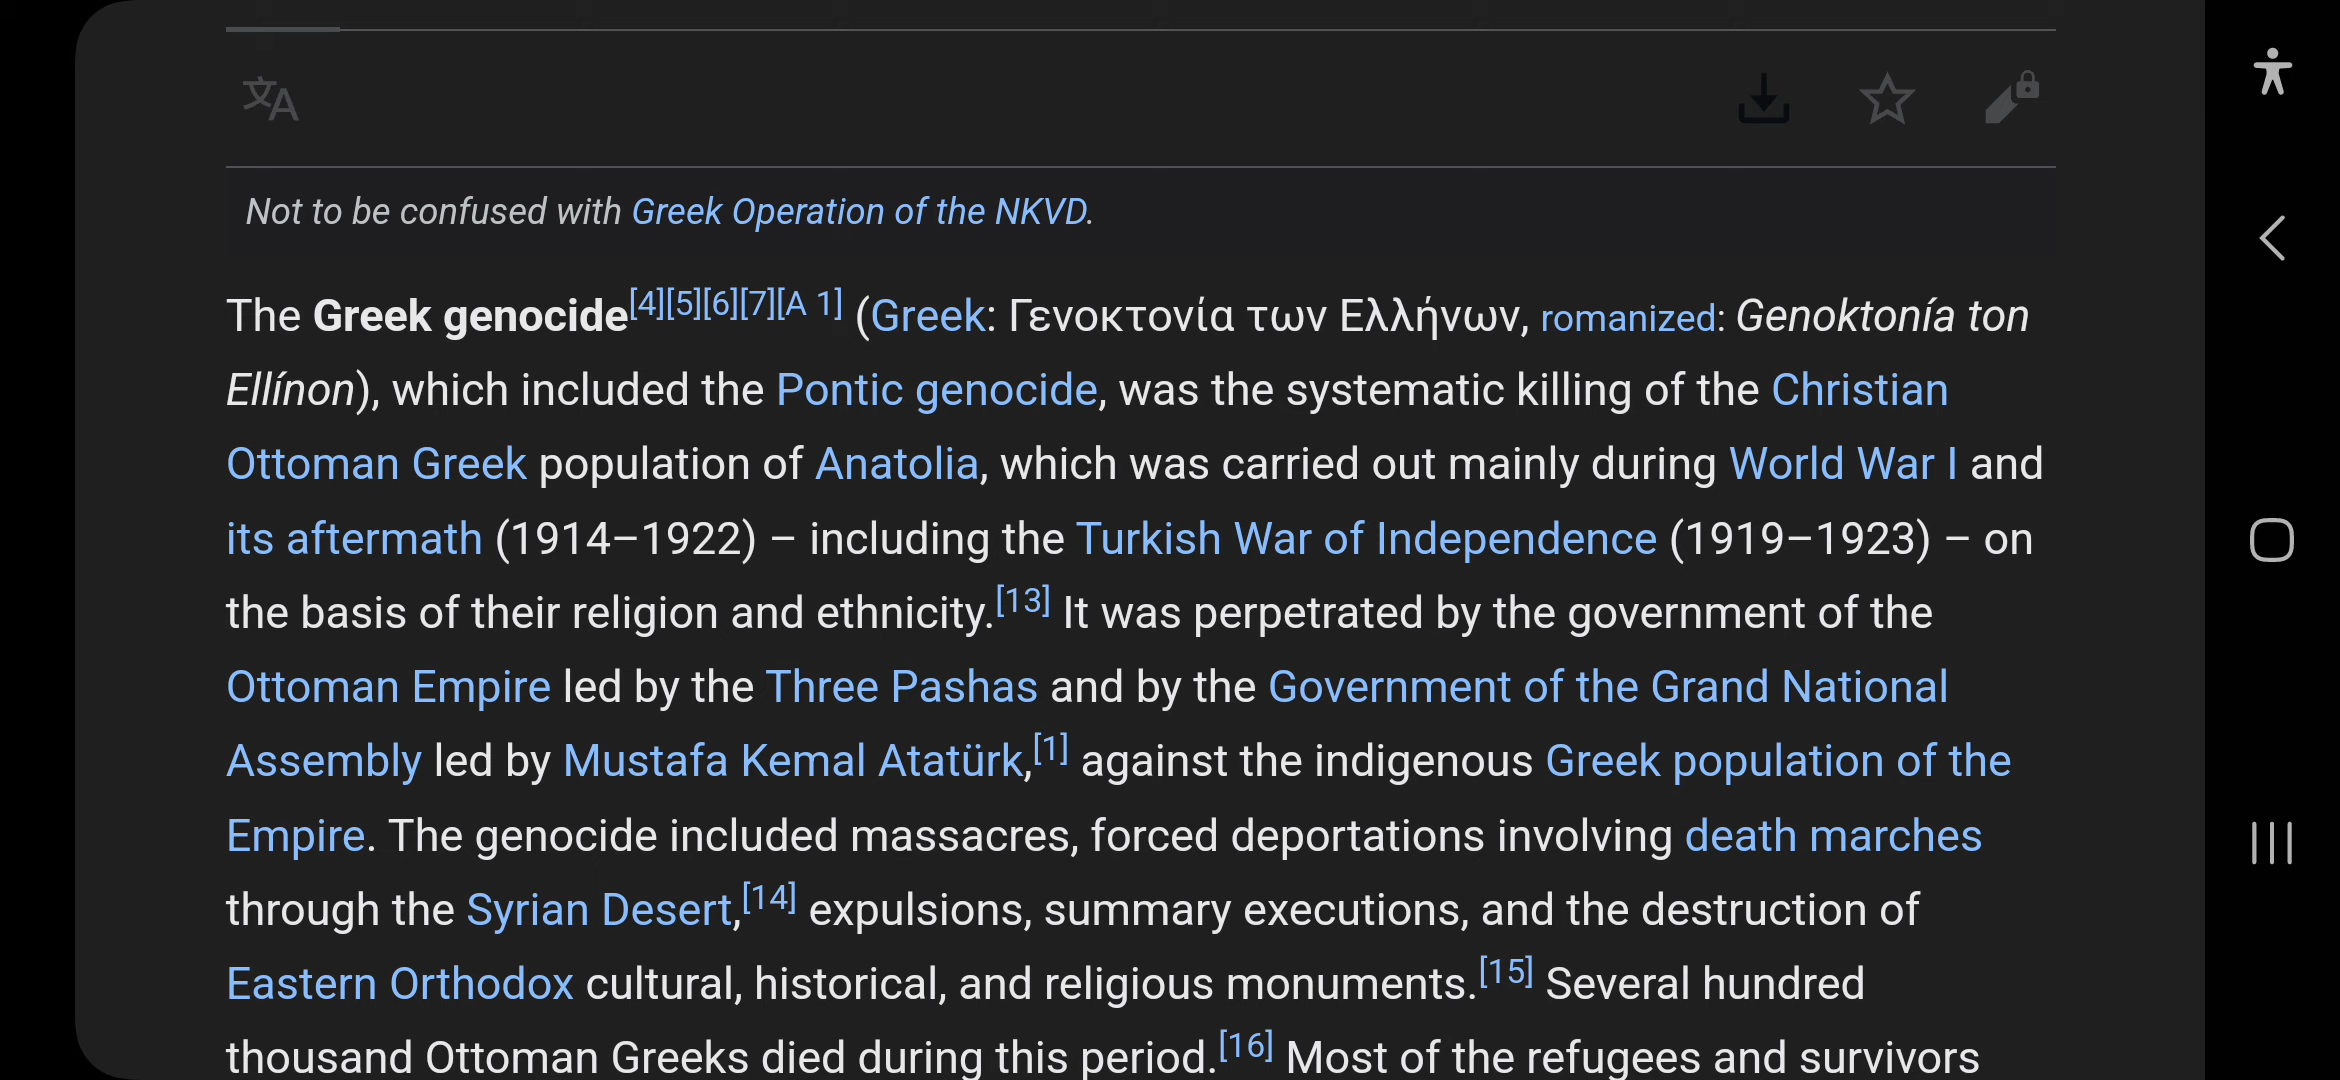 Not to be confused with Greek Operation of the NKVD.
The Greek genocide[4][5][6][7][A 1] (Greek: Γενοκτονία των Ελλήνων, romanized: Genoktonía ton
Ellínon), which included the Pontic genocide, was the systematic killing of the Christian
Ottoman Greek population of Anatolia, which was carried out mainly during World War I and
its aftermath (1914–1922) – including the Turkish War of Independence (1919–1923) – on
the basis of their religion and ethnicity.[13] It was perpetrated by the government of the
Ottoman Empire led by the Three Pashas and by the Government of the Grand National
Assembly led by Mustafa Kemal Atatürk,[1] against the indigenous Greek population of the
Empire. The genocide included massacres, forced deportations involving death marches
through the Syrian Desert,[14] expulsions, summary executions, and the destruction of
Eastern Orthodox cultural, historical, and religious monuments.[15] Several hundred
thousand Ottoman Greeks died during this period.[16] Most of the refugees and survivors